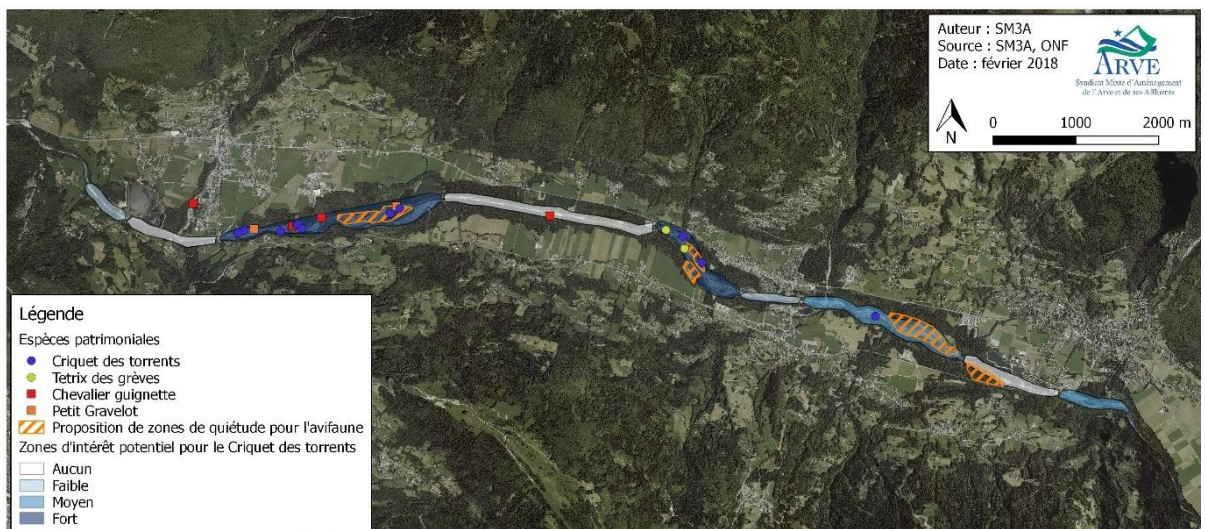 Auteur : SM3A
Source : SM3A, ONF
Date : février 2018
ARVE
Syndicat Mixte d'Aménagement
de l'Arve et de ses Affluents
N
0 1000 2000 m
Légende
Espèces patrimoniales
Criquet des torrents
Tetrix des grèves
Chevalier guignette
Petit Gravelot
Proposition de zones de quiétude pour l'avifaune
Zones d'intérêt potentiel pour le Criquet des torrents
Aucun
Faible
Moyen
Fort